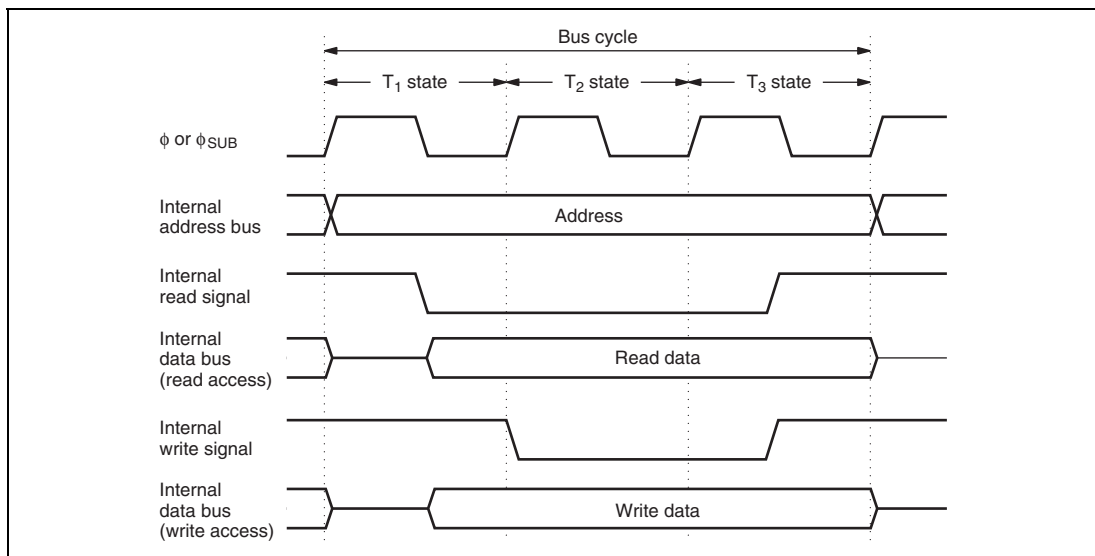 Bus cycle
T₁ state
T₂ state
T₃ state
φ or φSUB
Internal
address bus
Address
Internal
read signal
Internal
data bus
(read access)
Read data
Internal
write signal
Internal
data bus
(write access)
Write data